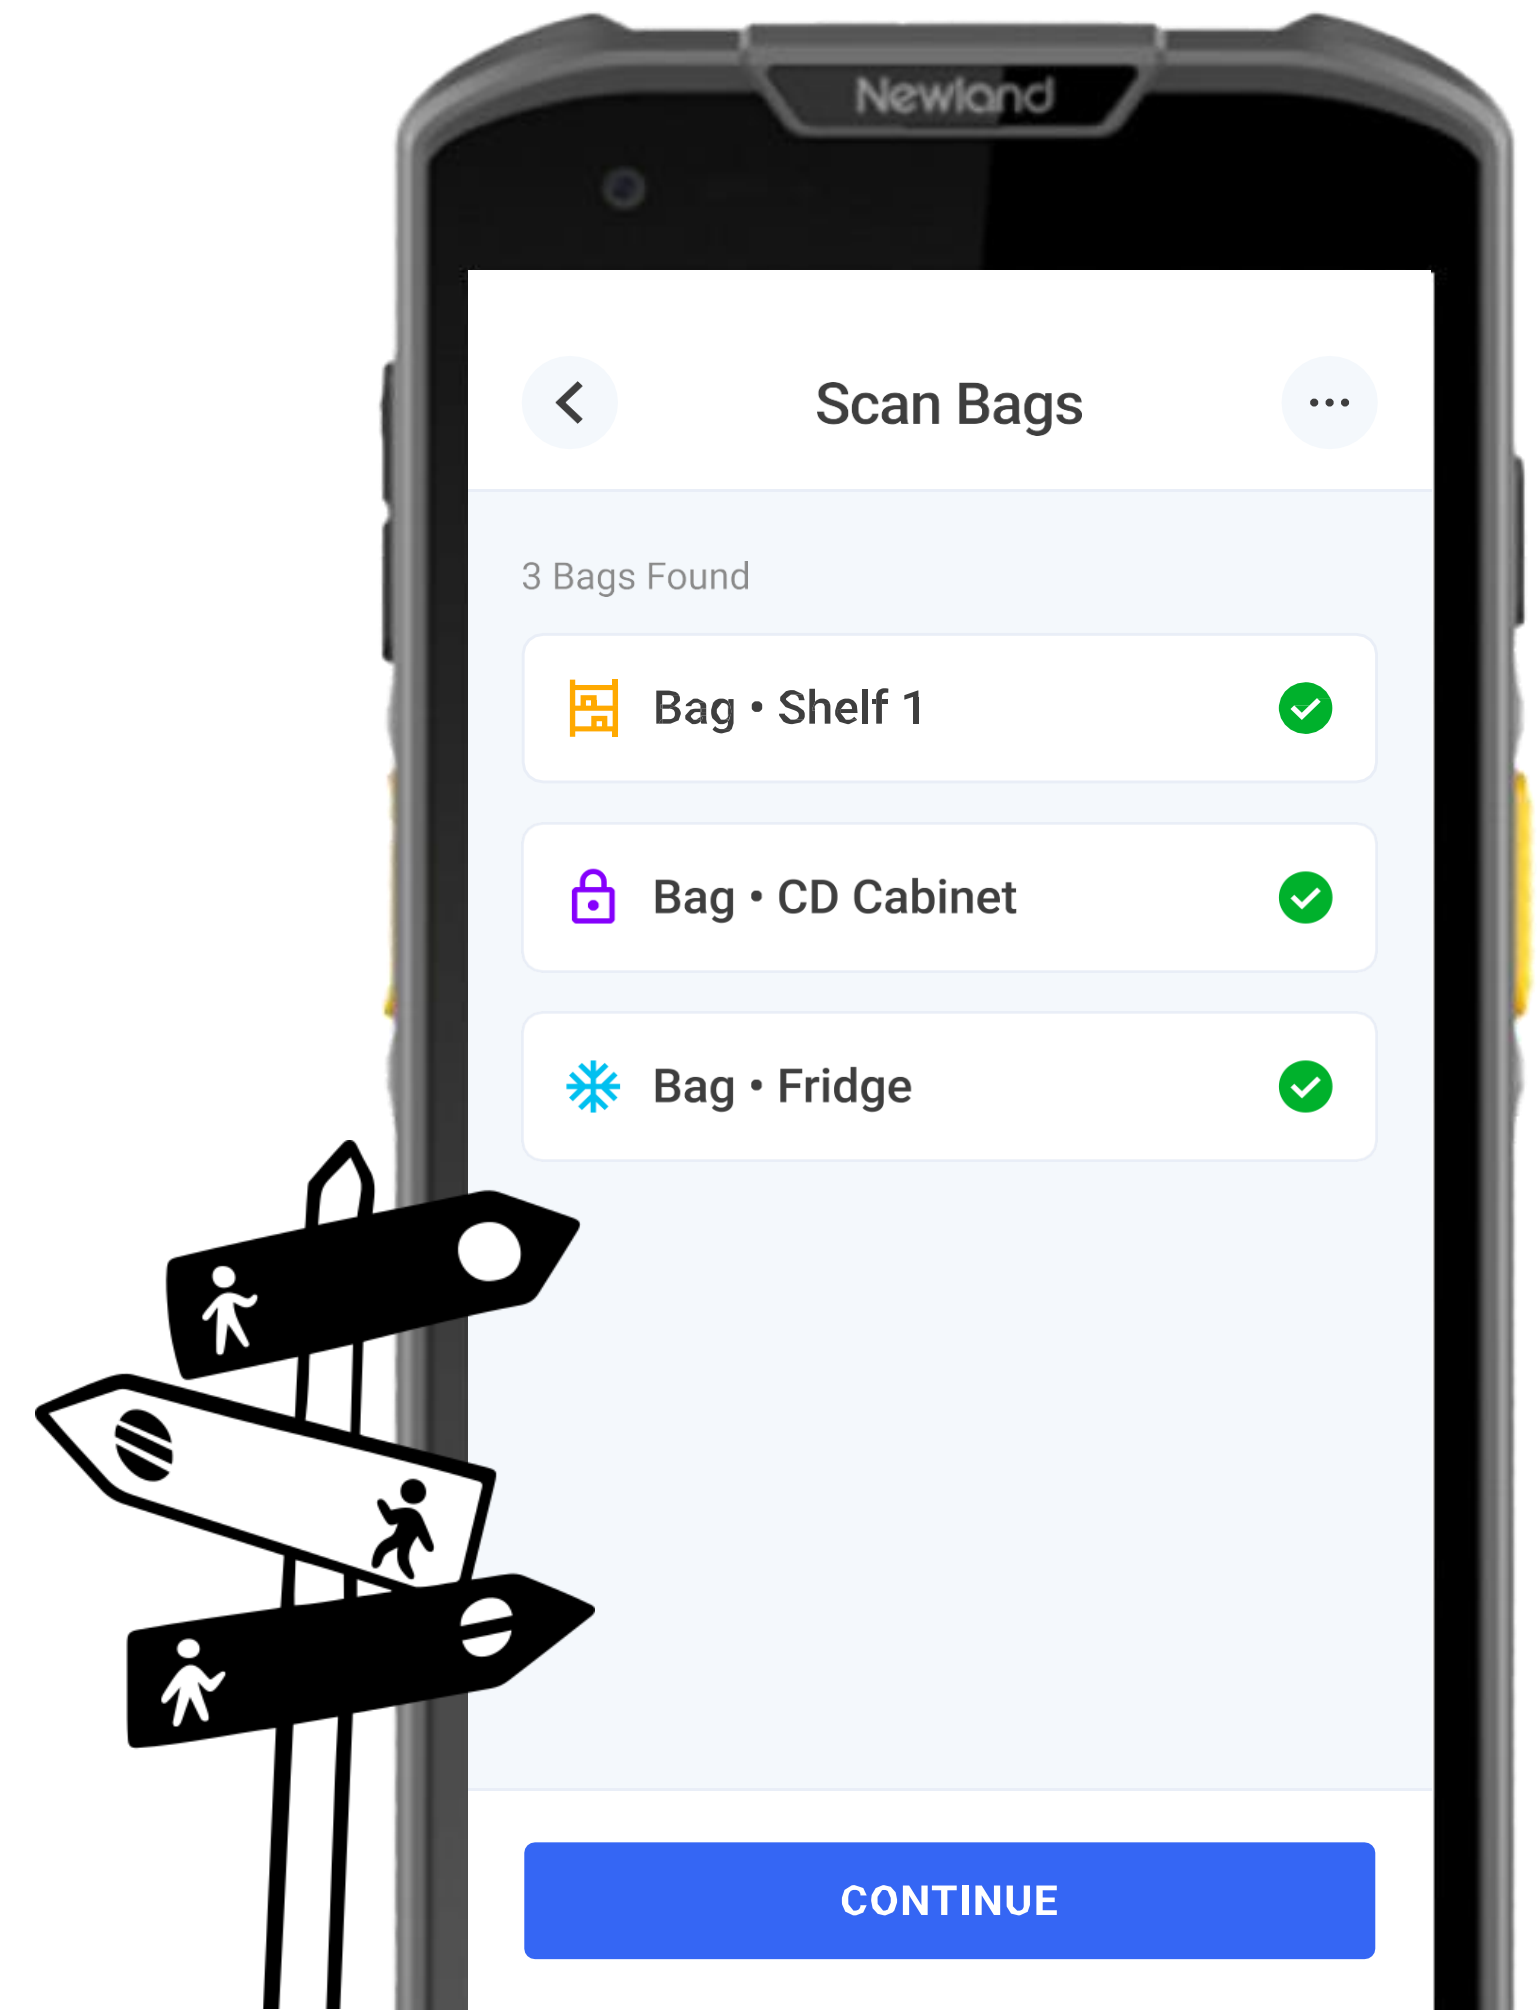 Newland
Scan Bags
3 Bags Found
Bag • Shelf 1
Bag • CD Cabinet
Bag • Fridge
CONTINUE